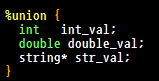 %union {
  int   int_val;
  double double_val;
  string* str_val;
}